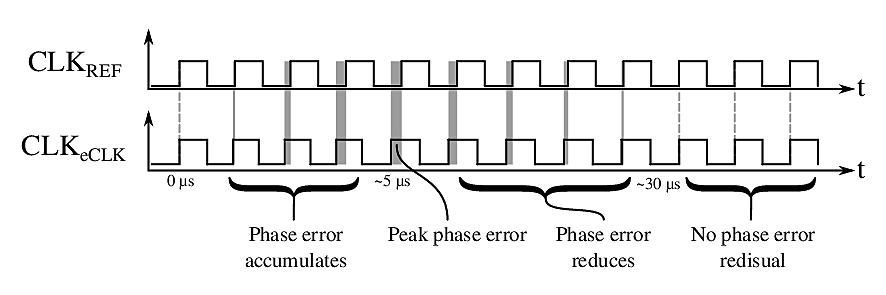 CLKREF
t
CLKeCLK
t
0 μs
~5 μs
~30 μs
Phase error
accumulates
Peak phase error
Phase error
reduces
No phase error
redisual